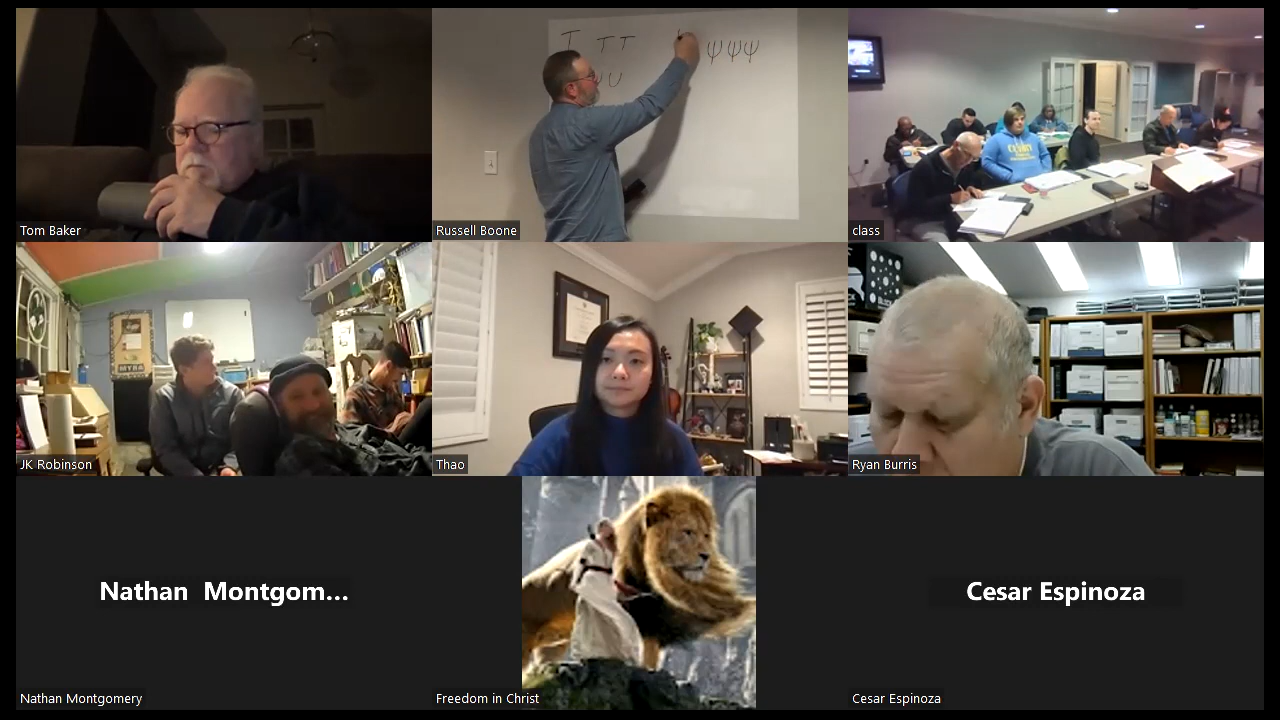 T T T ψ ψ ψ
υ υ
Tom Baker
Russell Boone
class
MYRA
JK Robinson
Thao
Ryan Burris
Nathan Montgom...
Cesar Espinoza
Nathan Montgomery
Freedom in Christ
Cesar Espinoza